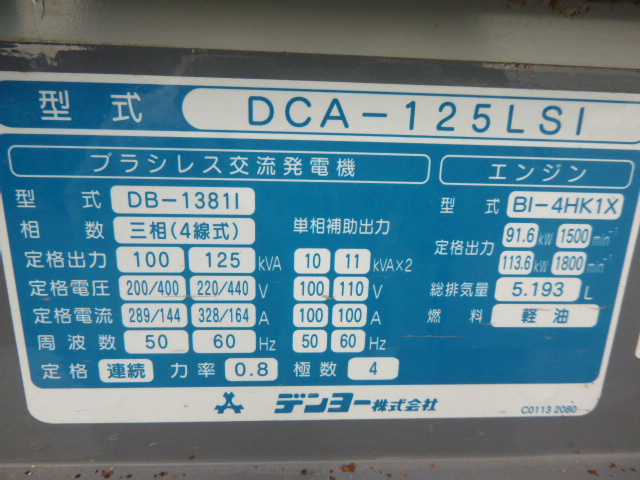 型式 DCA-125LSI
ブラシレス交流発電機
型式 DB-1381I
相数 三相(4線式) 単相補助出力
定格出力 100 125 kVA 10 11 kVA×2
定格電圧 200/400 220/440 V 100 110 V
定格電流 289/144 328/164 A 100 100 A
周波数 50 60 Hz 50 60 Hz
定格 連続 力率 0.8 極数 4
エンジン
型式 BI-4HK1X
定格出力 91.6 kW 1500 min⁻¹
113.6 kW 1800 min⁻¹
総排気量 5.193 L
燃料 軽油
デンヨー株式会社
C0113 2080